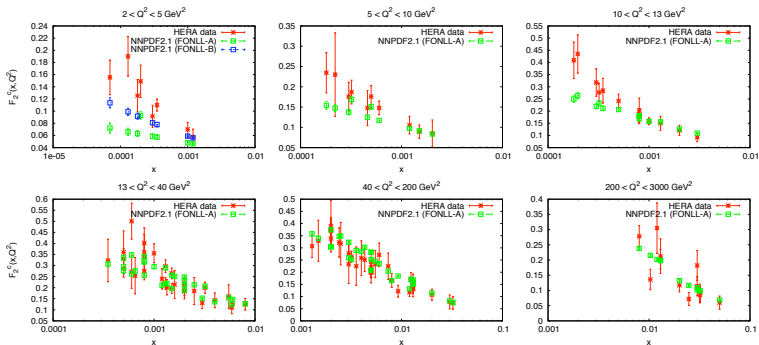 2 < Q² < 5 GeV²
HERA data
NNPDF2.1 (FONLL-A)
NNPDF2.1 (FONLL-B)
F₂ᶜ(x,Q²)
0.24
0.22
0.2
0.18
0.16
0.14
0.12
0.1
0.08
0.06
0.04
1e-05
0.0001
0.001
0.01
x
5 < Q² < 10 GeV²
HERA data
NNPDF2.1 (FONLL-A)
0.35
0.3
0.25
0.2
0.15
0.1
0.05
0.0001
0.001
0.01
x
10 < Q² < 13 GeV²
HERA data
NNPDF2.1 (FONLL-A)
0.55
0.5
0.45
0.4
0.35
0.3
0.25
0.2
0.15
0.1
0.05
0.0001
0.001
0.01
x
13 < Q² < 40 GeV²
HERA data
NNPDF2.1 (FONLL-A)
F₂ᶜ(x,Q²)
0.6
0.55
0.5
0.45
0.4
0.35
0.3
0.25
0.2
0.15
0.1
0.05
0.0001
0.001
0.01
x
40 < Q² < 200 GeV²
HERA data
NNPDF2.1 (FONLL-A)
0.5
0.45
0.4
0.35
0.3
0.25
0.2
0.15
0.1
0.05
0
0.001
0.01
0.1
x
200 < Q² < 3000 GeV²
HERA data
NNPDF2.1 (FONLL-A)
0.4
0.35
0.3
0.25
0.2
0.15
0.1
0.05
0
0.001
0.01
0.1
x